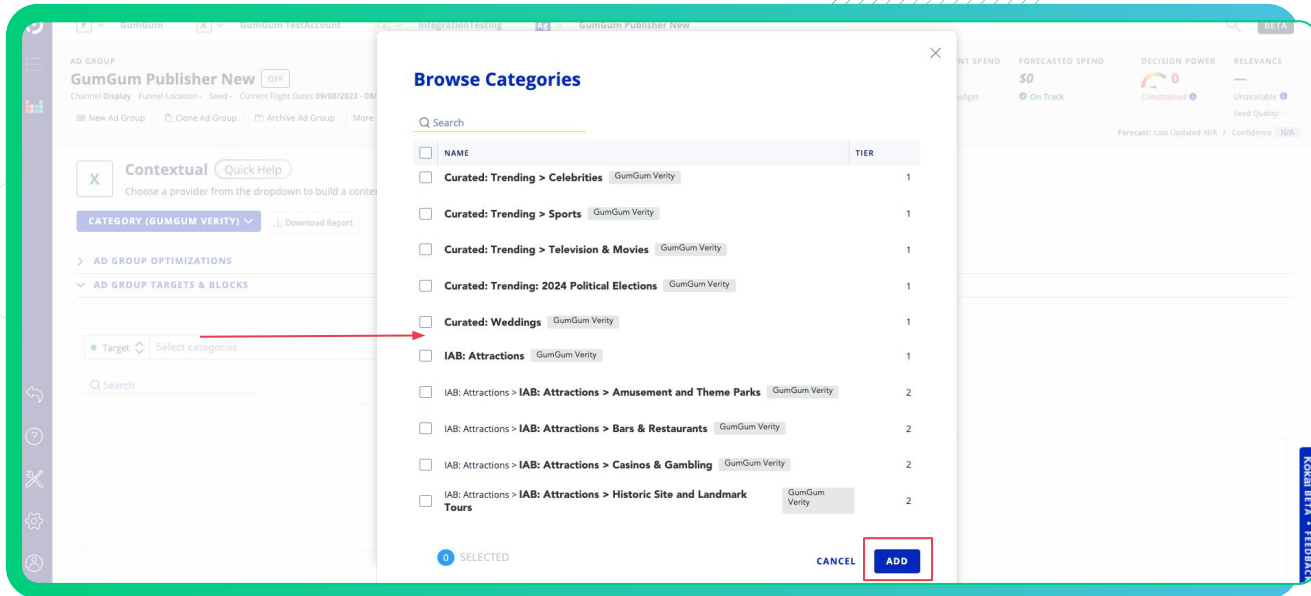 P GumGum A GumGum TestAccount Ca IntegrationTesting Ag GumGum Publisher New BETA
AD GROUP
GumGum Publisher New OFF
Channel Display Funnel Location - Seed - Current Flight Dates 09/08/2023 - 08/
New Ad Group Clone Ad Group Archive Ad Group More
NT SPEND FORECASTED SPEND DECISION POWER RELEVANCE
$0 0 —
udget On Track Constrained Unavailable
Seed Quality: -
Forecast: Last Updated N/A / Confidence N/A
X Contextual Quick Help
Choose a provider from the dropdown to build a conte
CATEGORY (GUMGUM VERITY) Download Report
AD GROUP OPTIMIZATIONS
AD GROUP TARGETS & BLOCKS
Target Select categories
Search
Browse Categories
Search
NAME TIER
Curated: Trending > Celebrities GumGum Verity 1
Curated: Trending > Sports GumGum Verity 1
Curated: Trending > Television & Movies GumGum Verity 1
Curated: Trending: 2024 Political Elections GumGum Verity 1
Curated: Weddings GumGum Verity 1
IAB: Attractions GumGum Verity 1
IAB: Attractions > IAB: Attractions > Amusement and Theme Parks GumGum Verity 2
IAB: Attractions > IAB: Attractions > Bars & Restaurants GumGum Verity 2
IAB: Attractions > IAB: Attractions > Casinos & Gambling GumGum Verity 2
IAB: Attractions > IAB: Attractions > Historic Site and Landmark
Tours GumGum
Verity 2
0 SELECTED
CANCEL ADD
Kokai BETA • FEEDBACK